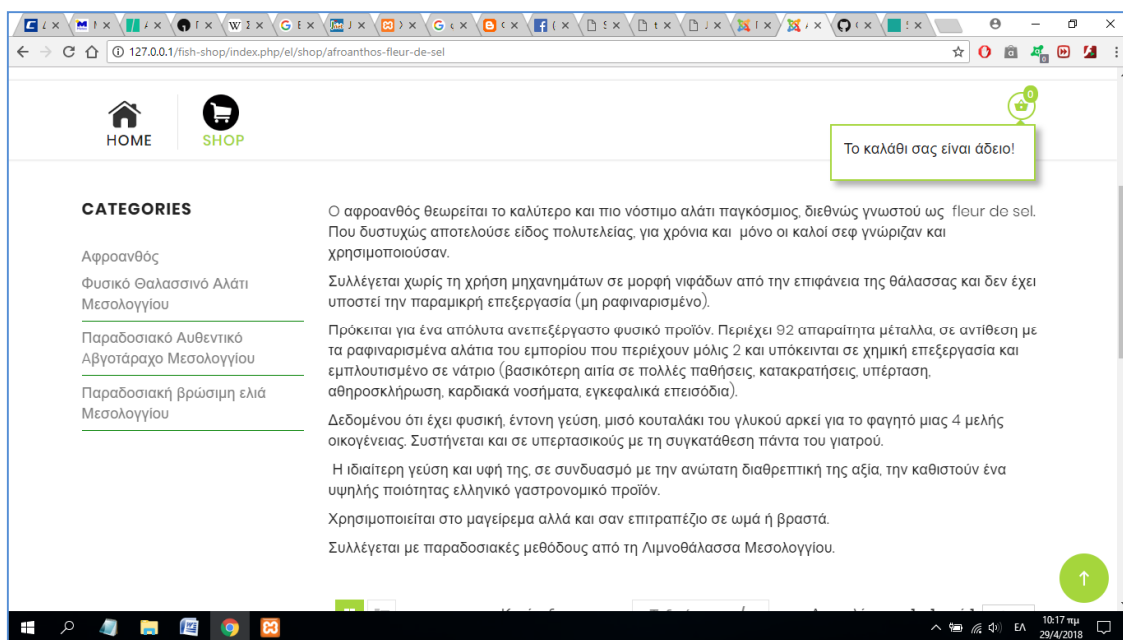 127.0.0.1/fish-shop/index.php/el/shop/afroanthos-fleur-de-sel
HOME
SHOP
0
Το καλάθι σας είναι άδειο!
CATEGORIES
Αφροανθός
Φυσικό Θαλασσινό Αλάτι
Μεσολογγίου
Παραδοσιακό Αυθεντικό
Αβγοτάραχο Μεσολογγίου
Παραδοσιακή βρώσιμη ελιά
Μεσολογγίου
Ο αφροανθός θεωρείται το καλύτερο και πιο νόστιμο αλάτι παγκόσμιος, διεθνώς γνωστού ως fleur de sel.
Που δυστυχώς αποτελούσε είδος πολυτελείας, για χρόνια και μόνο οι καλοί σεφ γνώριζαν και
χρησιμοποιούσαν.
Συλλέγεται χωρίς τη χρήση μηχανημάτων σε μορφή νιφάδων από την επιφάνεια της θάλασσας και δεν έχει
υποστεί την παραμικρή επεξεργασία (μη ραφιναρισμένο).
Πρόκειται για ένα απόλυτα ανεπεξέργαστο φυσικό προϊόν. Περιέχει 92 απαραίτητα μέταλλα, σε αντίθεση με
τα ραφιναρισμένα αλάτια του εμπορίου που περιέχουν μόλις 2 και υπόκεινται σε χημική επεξεργασία και
εμπλουτισμένο σε νάτριο (βασικότερη αιτία σε πολλές παθήσεις, κατακρατήσεις, υπέρταση,
αθηροσκλήρωση, καρδιακά νοσήματα, εγκεφαλικά επεισόδια).
Δεδομένου ότι έχει φυσική, έντονη γεύση, μισό κουταλάκι του γλυκού αρκεί για το φαγητό μιας 4 μελής
οικογένειας. Συστήνεται και σε υπερτασικούς με τη συγκατάθεση πάντα του γιατρού.
Η ιδιαίτερη γεύση και υφή της, σε συνδυασμό με την ανώτατη διαθρεπτική της αξία, την καθιστούν ένα
υψηλής ποιότητας ελληνικό γαστρονομικό προϊόν.
Χρησιμοποιείται στο μαγείρεμα αλλά και σαν επιτραπέζιο σε ωμά ή βραστά.
Συλλέγεται με παραδοσιακές μεθόδους από τη Λιμνοθάλασσα Μεσολογγίου.
ΕΛ
10:17 πμ
29/4/2018